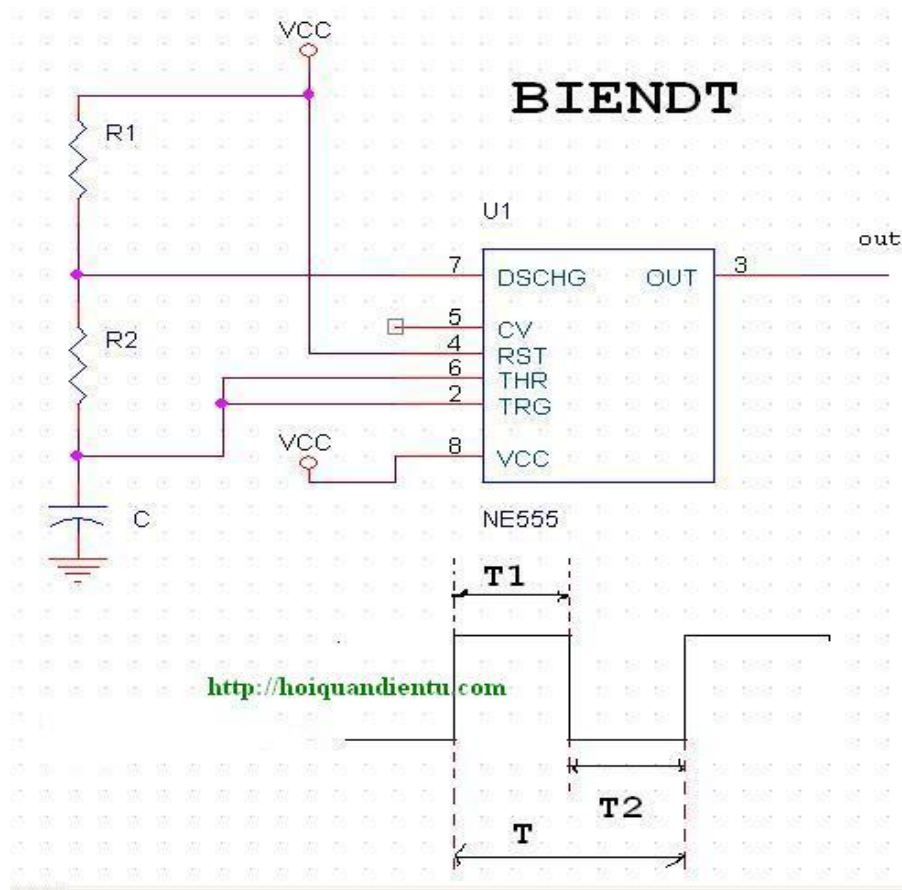 VCC
BIENDT
R1
U1
out
7
DSCHG
OUT
3
5
CV
R2
4
RST
6
THR
2
TRG
VCC
8
VCC
C
NE555
T1
http://hoiquandientu.com
T2
T